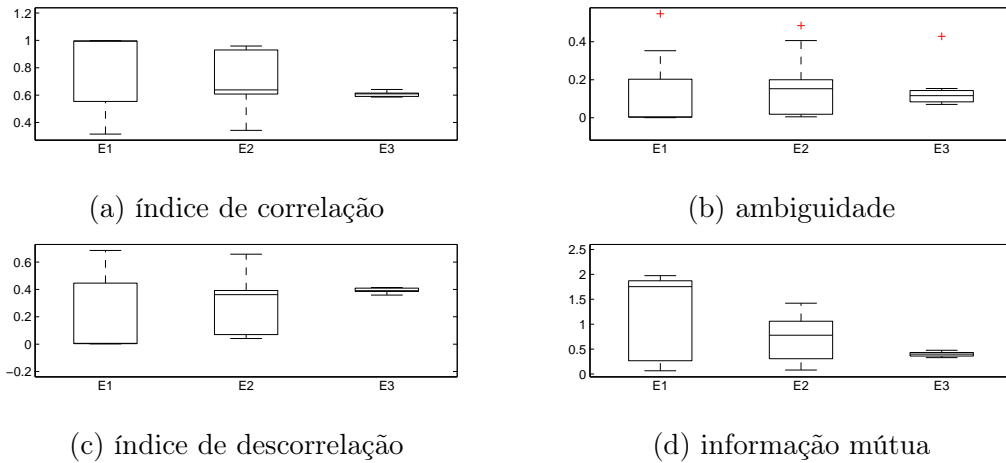 1.2
1
0.8
0.6
0.4
E1 E2 E3
(a) índice de correlação
0.4
0.2
0
E1 E2 E3
(b) ambiguidade
0.6
0.4
0.2
0
−0.2
E1 E2 E3
(c) índice de descorrelação
2.5
2
1.5
1
0.5
0
E1 E2 E3
(d) informação mútua